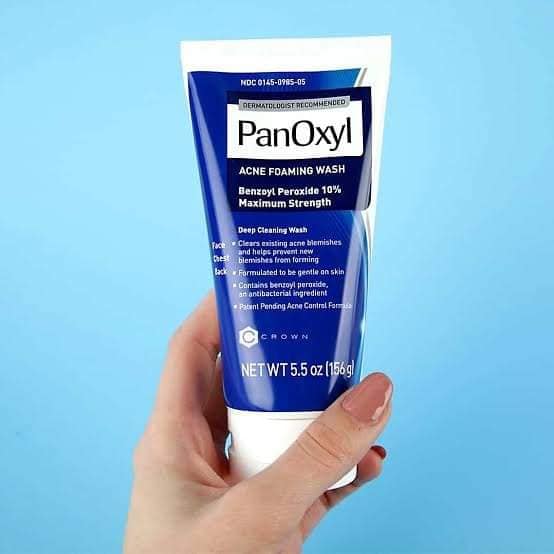 NDC 0145-0985-05
DERMATOLOGIST RECOMMENDED
PanOxyl
ACNE FOAMING WASH
Benzoyl Peroxide 10%
Maximum Strength
Deep Cleaning Wash
Face
Chest
Back
• Clears existing acne blemishes
and helps prevent new
blemishes from forming
• Formulated to be gentle on skin
• Contains benzoyl peroxide,
an antibacterial ingredient
• Patent Pending Acne Control Formula
CROWN
NET WT 5.5 oz (156 g)